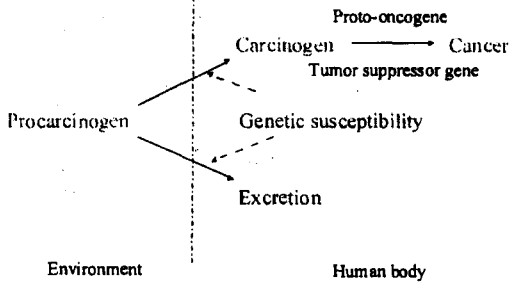 Proto-oncogene
Carcinogen
Cancer
Tumor suppressor gene
Procarcinogen
Genetic susceptibility
Excretion
Environment
Human body